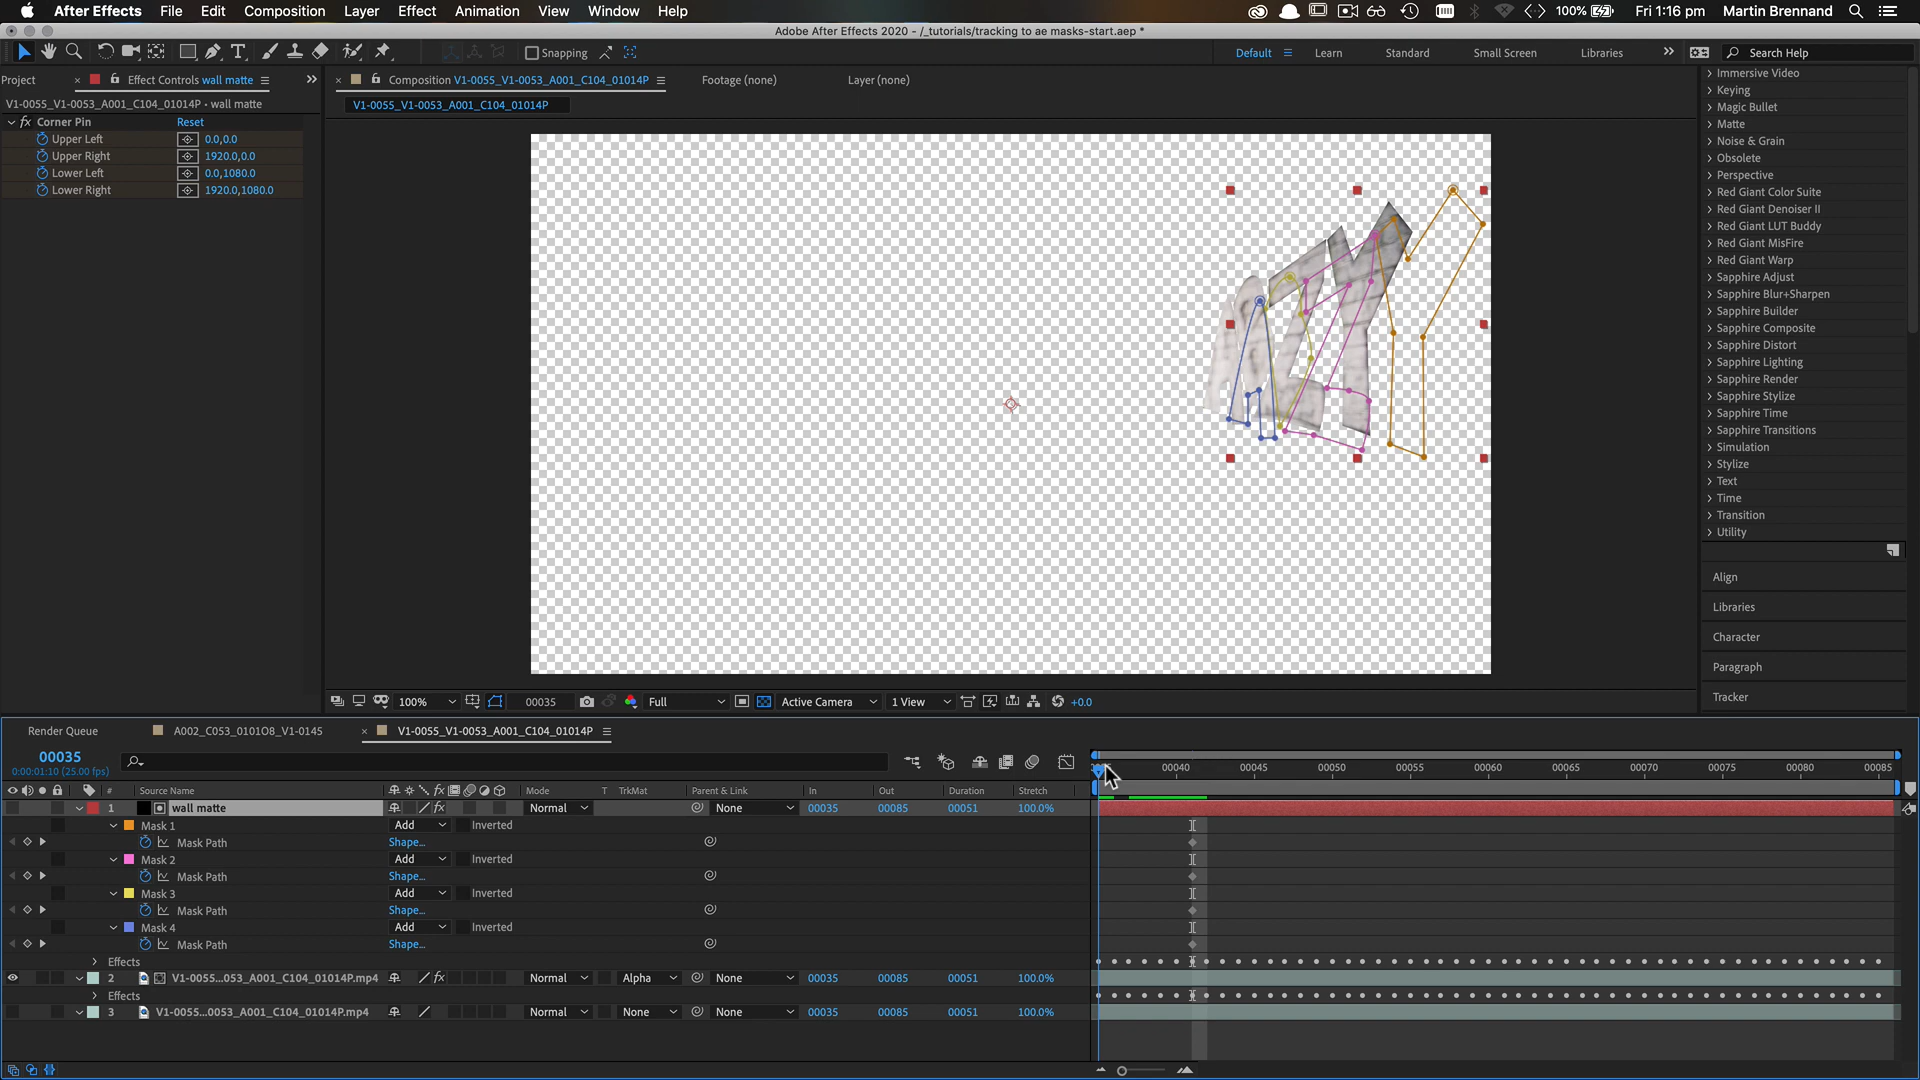 After Effects File Edit Composition Layer Effect Animation View Window Help 100% Fri 1:16 pm Martin Brennand
Adobe After Effects 2020 - /_tutorials/tracking to ae masks-start.aep *
Snapping Default Learn Standard Small Screen Libraries Search Help
Project Effect Controls wall matte Composition V1-0055_V1-0053_A001_C104_01014P Footage (none) Layer (none)
V1-0055_V1-0053_A001_C104_01014P • wall matte V1-0055_V1-0053_A001_C104_01014P
fx Corner Pin Reset
Upper Left 0.0,0.0
Upper Right 1920.0,0.0
Lower Left 0.0,1080.0
Lower Right 1920.0,1080.0
Immersive Video
Keying
Magic Bullet
Matte
Noise & Grain
Obsolete
Perspective
Red Giant Color Suite
Red Giant Denoiser II
Red Giant LUT Buddy
Red Giant MisFire
Red Giant Warp
Sapphire Adjust
Sapphire Blur+Sharpen
Sapphire Builder
Sapphire Composite
Sapphire Distort
Sapphire Lighting
Sapphire Render
Sapphire Stylize
Sapphire Time
Sapphire Transitions
Simulation
Stylize
Text
Time
Transition
Utility
Align
Libraries
Character
Paragraph
Tracker
100% 00035 Full Active Camera 1 View +0.0
Render Queue A002_C053_0101O8_V1-0145 V1-0055_V1-0053_A001_C104_01014P
00035
0:00:01:10 (25.00 fps)
00040 00045 00050 00055 00060 00065 00070 00075 00080 00085
# Source Name Mode T TrkMat Parent & Link In Out Duration Stretch
1 wall matte Normal None 00035 00085 00051 100.0%
Mask 1 Add Inverted
Mask Path Shape...
Mask 2 Add Inverted
Mask Path Shape...
Mask 3 Add Inverted
Mask Path Shape...
Mask 4 Add Inverted
Mask Path Shape...
Effects
2 V1-0055...053_A001_C104_01014P.mp4 Normal Alpha None 00035 00085 00051 100.0%
Effects
3 V1-0055...0053_A001_C104_01014P.mp4 Normal None None 00035 00085 00051 100.0%